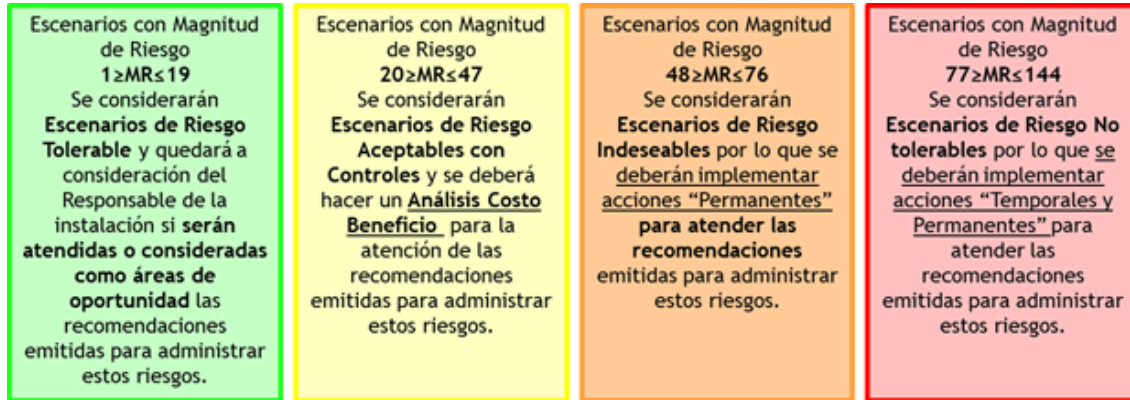 Escenarios con Magnitud
de Riesgo
1≥MR≤19
Se considerarán
Escenarios de Riesgo
Tolerable y quedará a
consideración del
Responsable de la
instalación si serán
atendidas o consideradas
como áreas de
oportunidad las
recomendaciones
emitidas para administrar
estos riesgos.
Escenarios con Magnitud
de Riesgo
20≥MR≤47
Se considerarán
Escenarios de Riesgo
Aceptables con
Controles y se deberá
hacer un Análisis Costo
Beneficio para la
atención de las
recomendaciones
emitidas para administrar
estos riesgos.
Escenarios con Magnitud
de Riesgo
48≥MR≤76
Se considerarán
Escenarios de Riesgo
Indeseables por lo que se
deberán implementar
acciones “Permanentes”
para atender las
recomendaciones
emitidas para administrar
estos riesgos.
Escenarios con Magnitud
de Riesgo
77≥MR≤144
Se considerarán
Escenarios de Riesgo No
tolerables por lo que se
deberán implementar
acciones “Temporales y
Permanentes” para
atender las
recomendaciones
emitidas para administrar
estos riesgos.